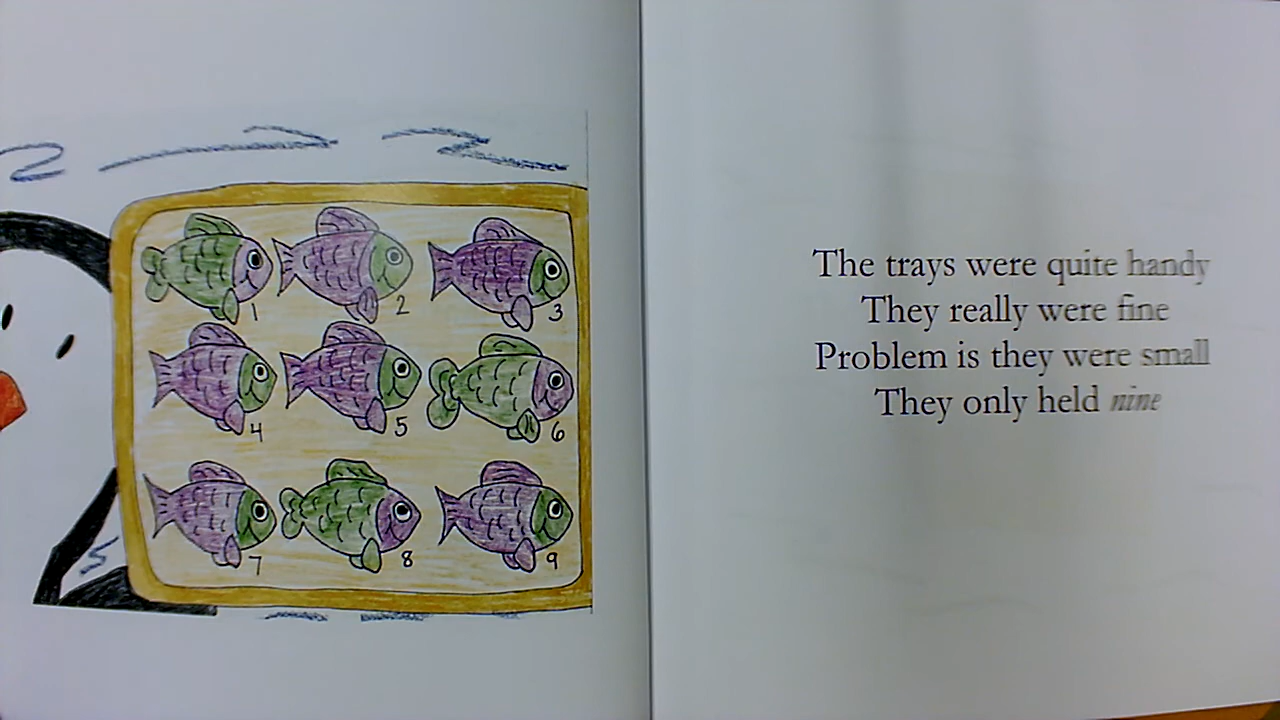 1 2 3
4 5 6
7 8 9
The trays were quite handy
They really were fine
Problem is they were small
They only held nine